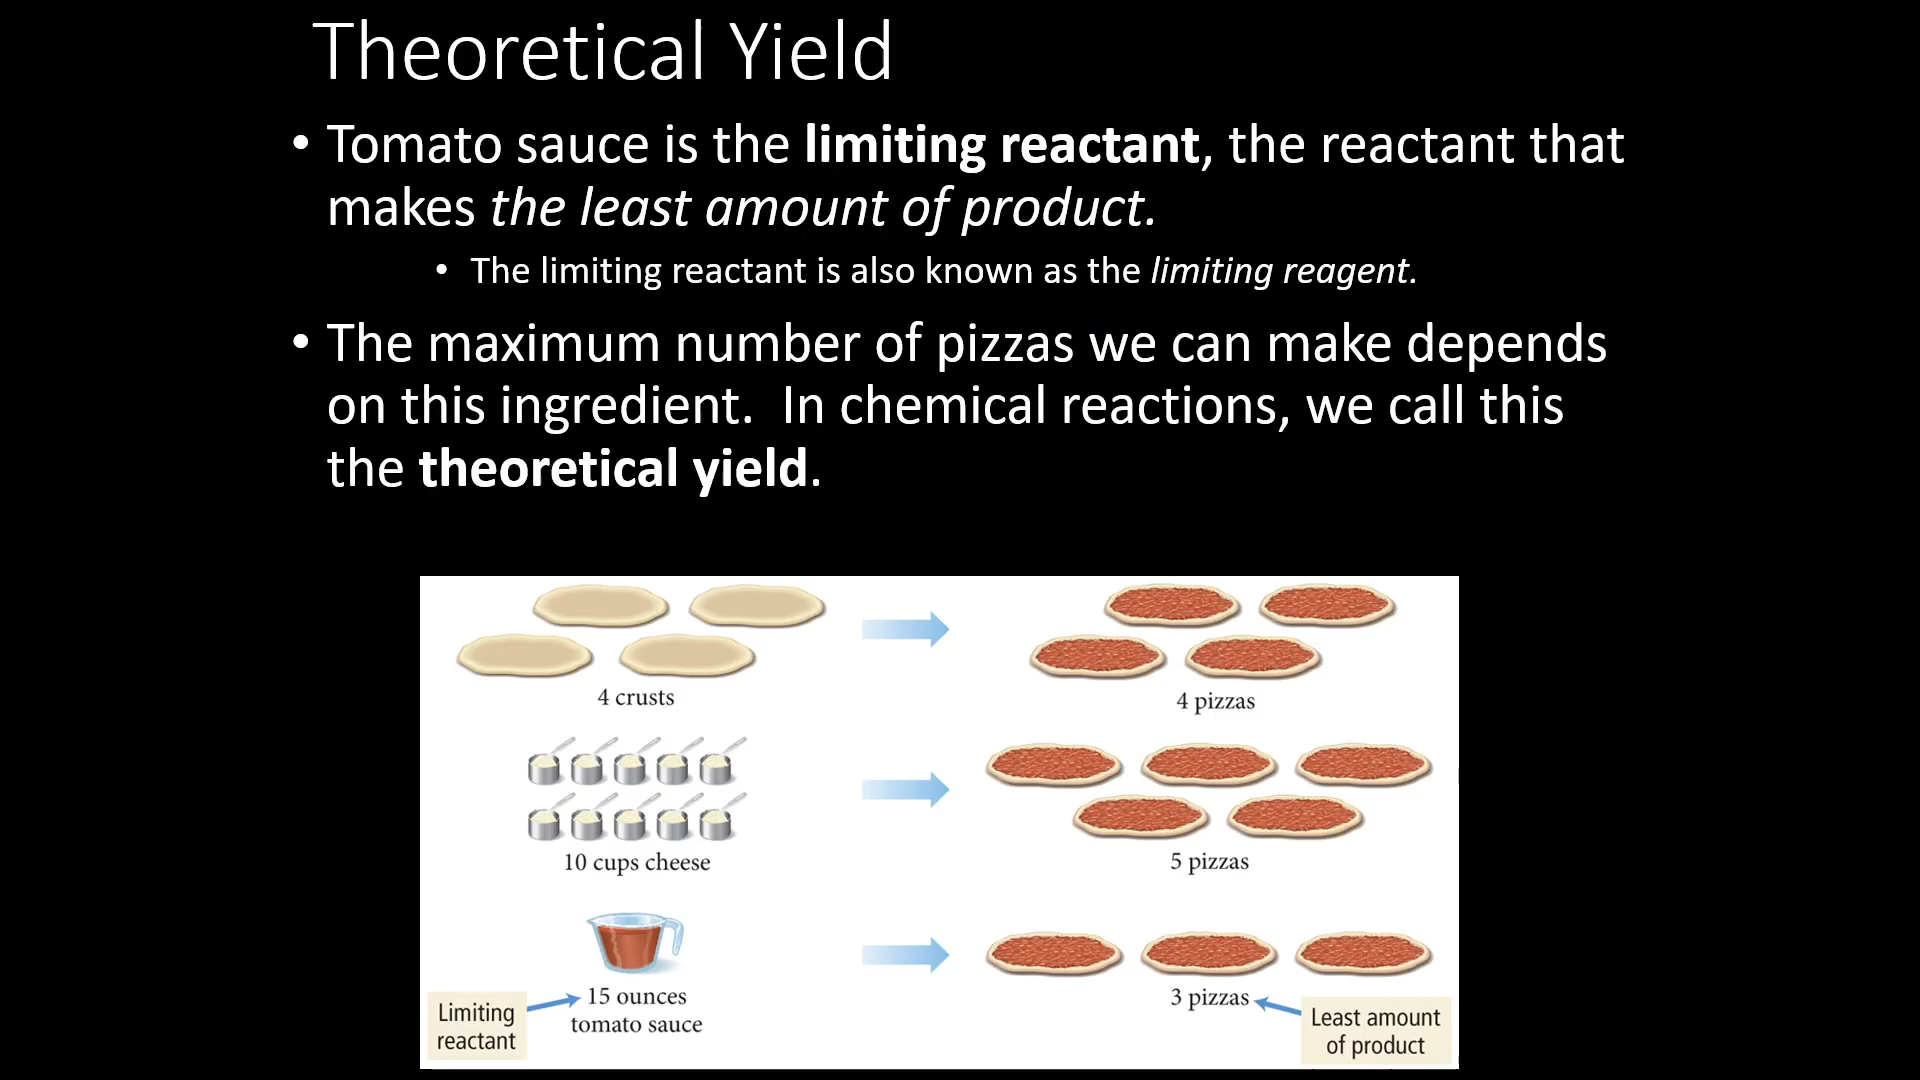 Theoretical Yield
• Tomato sauce is the limiting reactant, the reactant that
makes the least amount of product.
• The limiting reactant is also known as the limiting reagent.
• The maximum number of pizzas we can make depends
on this ingredient.  In chemical reactions, we call this
the theoretical yield.
4 crusts
4 pizzas
10 cups cheese
5 pizzas
15 ounces
tomato sauce
Limiting
reactant
3 pizzas
Least amount
of product